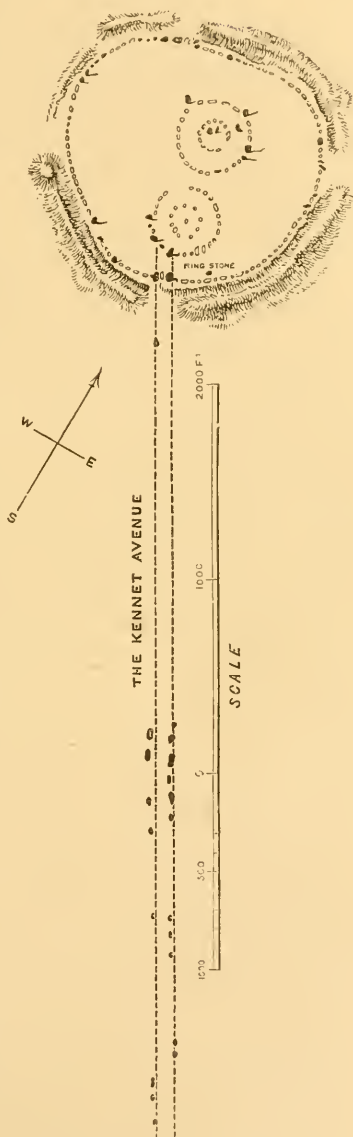 RING STONE
2000 FT
W
E
S
THE KENNET AVENUE
1000
SCALE
0
500
1000